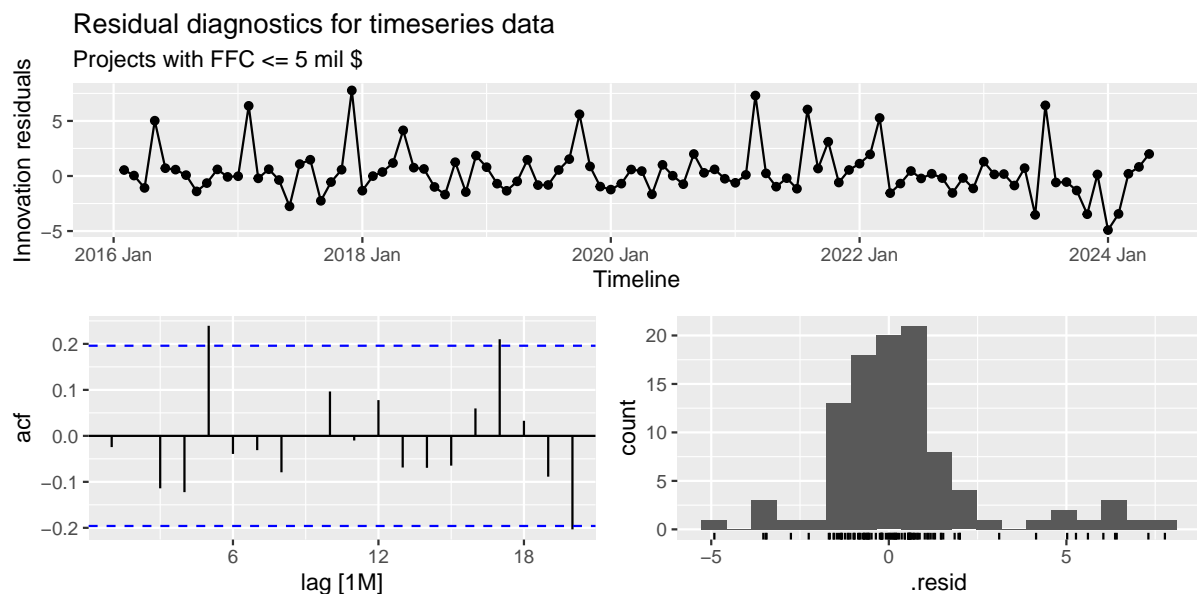 Residual diagnostics for timeseries data
Projects with FFC <= 5 mil $
Innovation residuals
5
0
−5
2016 Jan
2018 Jan
2020 Jan
2022 Jan
2024 Jan
Timeline
acf
0.2
0.1
0.0
−0.1
−0.2
6
12
18
lag [1M]
count
20
15
10
5
0
−5
0
5
.resid